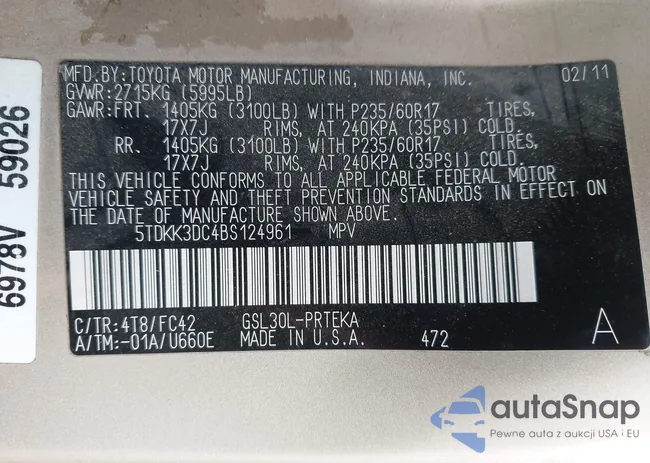 MFD.BY:TOYOTA MOTOR MANUFACTURING, INDIANA, INC. 02/11
GVWR:2715KG (5995LB)
GAWR:FRT. 1405KG (3100LB) WITH P235/60R17 TIRES,
17X7J RIMS, AT 240KPA (35PSI) COLD.
RR. 1405KG (3100LB) WITH P235/60R17 TIRES,
17X7J RIMS, AT 240KPA (35PSI) COLD.
THIS VEHICLE CONFORMS TO ALL APPLICABLE FEDERAL MOTOR
VEHICLE SAFETY AND THEFT PREVENTION STANDARDS IN EFFECT ON
THE DATE OF MANUFACTURE SHOWN ABOVE.
5TDKK3DC4BS124961 MPV
C/TR:4T8/FC42 GSL30L-PRTEKA
A/TM:-01A/U660E MADE IN U.S.A. 472 A
6978V 59026
autoSnap
Pewne auta z aukcji USA i EU